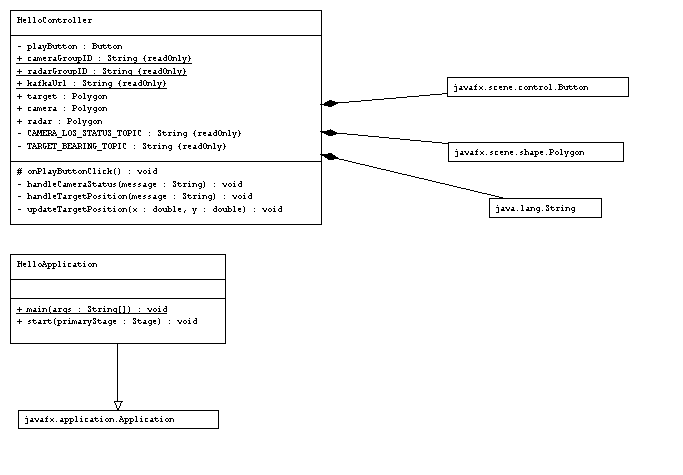 HelloController
- playButton : Button
+ cameraGroupID : String {readOnly}
+ radarGroupID : String {readOnly}
+ kafkaUrl : String {readOnly}
+ target : Polygon
+ camera : Polygon
+ radar : Polygon
- CAMERA_LOS_STATUS_TOPIC : String {readOnly}
- TARGET_BEARING_TOPIC : String {readOnly}
# onPlayButtonClick() : void
- handleCameraStatus(message : String) : void
- handleTargetPosition(message : String) : void
- updateTargetPosition(x : double, y : double) : void
javafx.scene.control.Button
javafx.scene.shape.Polygon
java.lang.String
HelloApplication
+ main(args : String[]) : void
+ start(primaryStage : Stage) : void
javafx.application.Application